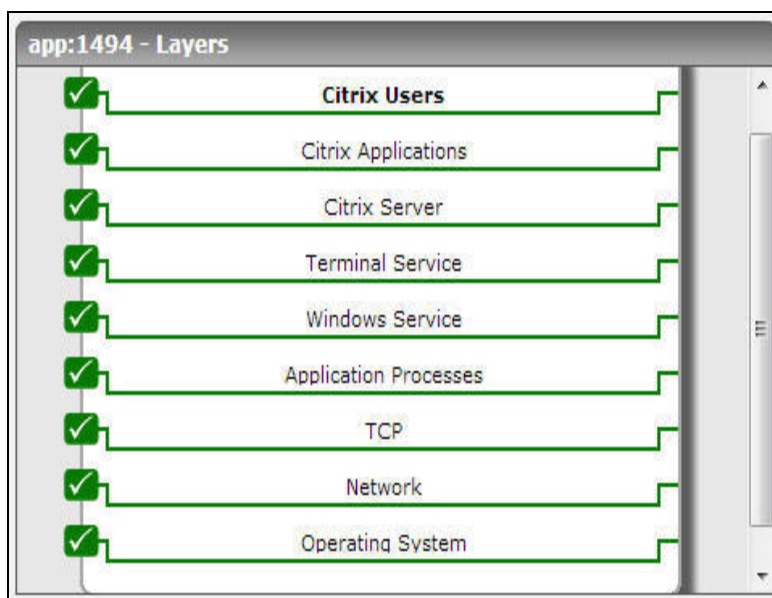 app:1494 - Layers
Citrix Users
Citrix Applications
Citrix Server
Terminal Service
Windows Service
Application Processes
TCP
Network
Operating System